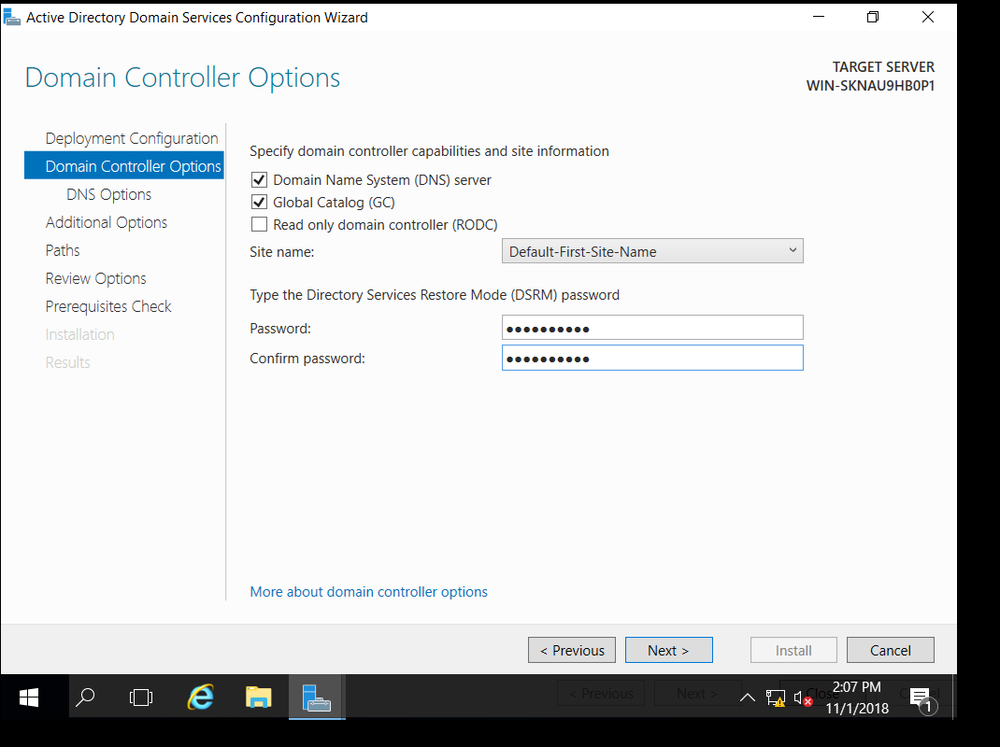 Active Directory Domain Services Configuration Wizard
Domain Controller Options
TARGET SERVER
WIN-SKNAU9HB0P1
Deployment Configuration
Domain Controller Options
DNS Options
Additional Options
Paths
Review Options
Prerequisites Check
Installation
Results
Specify domain controller capabilities and site information
Domain Name System (DNS) server
Global Catalog (GC)
Read only domain controller (RODC)
Site name: Default-First-Site-Name
Type the Directory Services Restore Mode (DSRM) password
Password: ●●●●●●●●●●
Confirm password: ●●●●●●●●●●
More about domain controller options
< Previous Next > Install Cancel
< Previous Next > Close
2:07 PM
11/1/2018
1